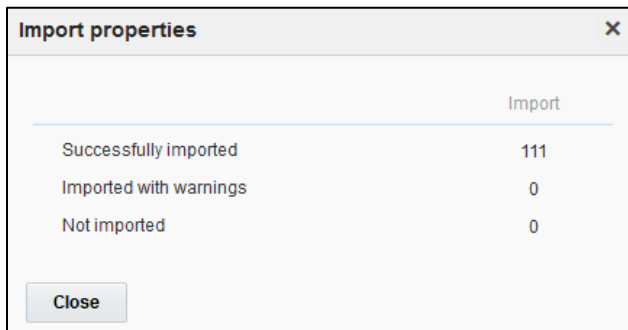 Import properties
Import
Successfully imported 111
Imported with warnings 0
Not imported 0
Close